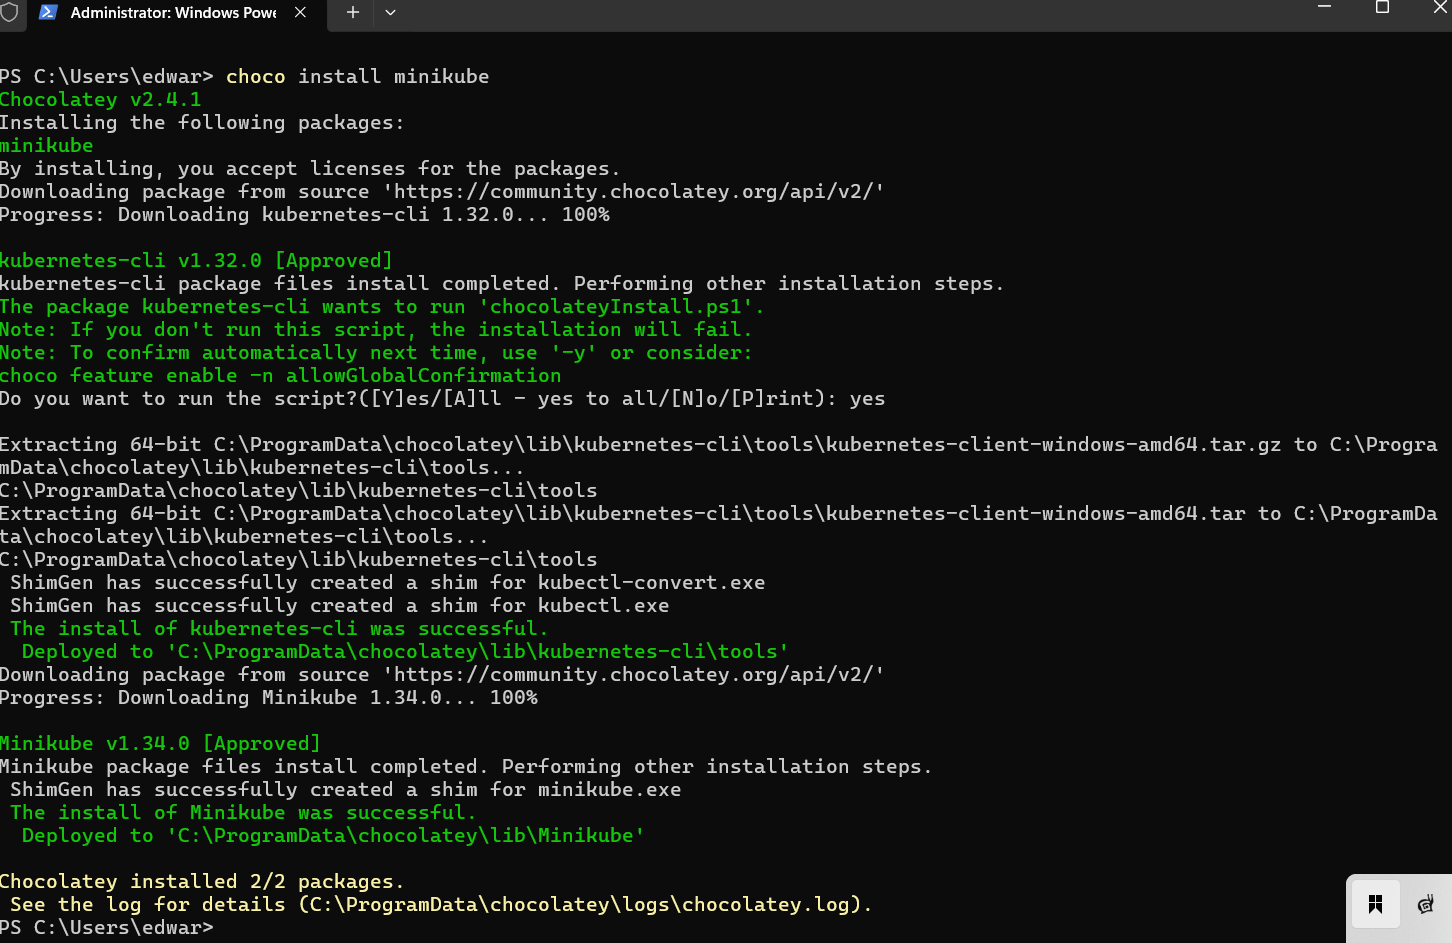 Administrator: Windows Powe
PS C:\Users\edwar> choco install minikube
Chocolatey v2.4.1
Installing the following packages:
minikube
By installing, you accept licenses for the packages.
Downloading package from source 'https://community.chocolatey.org/api/v2/'
Progress: Downloading kubernetes-cli 1.32.0... 100%
kubernetes-cli v1.32.0 [Approved]
kubernetes-cli package files install completed. Performing other installation steps.
The package kubernetes-cli wants to run 'chocolateyInstall.ps1'.
Note: If you don't run this script, the installation will fail.
Note: To confirm automatically next time, use '-y' or consider:
choco feature enable -n allowGlobalConfirmation
Do you want to run the script?([Y]es/[A]ll - yes to all/[N]o/[P]rint): yes
Extracting 64-bit C:\ProgramData\chocolatey\lib\kubernetes-cli\tools\kubernetes-client-windows-amd64.tar.gz to C:\Progra
mData\chocolatey\lib\kubernetes-cli\tools...
C:\ProgramData\chocolatey\lib\kubernetes-cli\tools
Extracting 64-bit C:\ProgramData\chocolatey\lib\kubernetes-cli\tools\kubernetes-client-windows-amd64.tar to C:\ProgramDa
ta\chocolatey\lib\kubernetes-cli\tools...
C:\ProgramData\chocolatey\lib\kubernetes-cli\tools
ShimGen has successfully created a shim for kubectl-convert.exe
ShimGen has successfully created a shim for kubectl.exe
The install of kubernetes-cli was successful.
Deployed to 'C:\ProgramData\chocolatey\lib\kubernetes-cli\tools'
Downloading package from source 'https://community.chocolatey.org/api/v2/'
Progress: Downloading Minikube 1.34.0... 100%
Minikube v1.34.0 [Approved]
Minikube package files install completed. Performing other installation steps.
ShimGen has successfully created a shim for minikube.exe
The install of Minikube was successful.
Deployed to 'C:\ProgramData\chocolatey\lib\Minikube'
Chocolatey installed 2/2 packages.
See the log for details (C:\ProgramData\chocolatey\logs\chocolatey.log).
PS C:\Users\edwar>